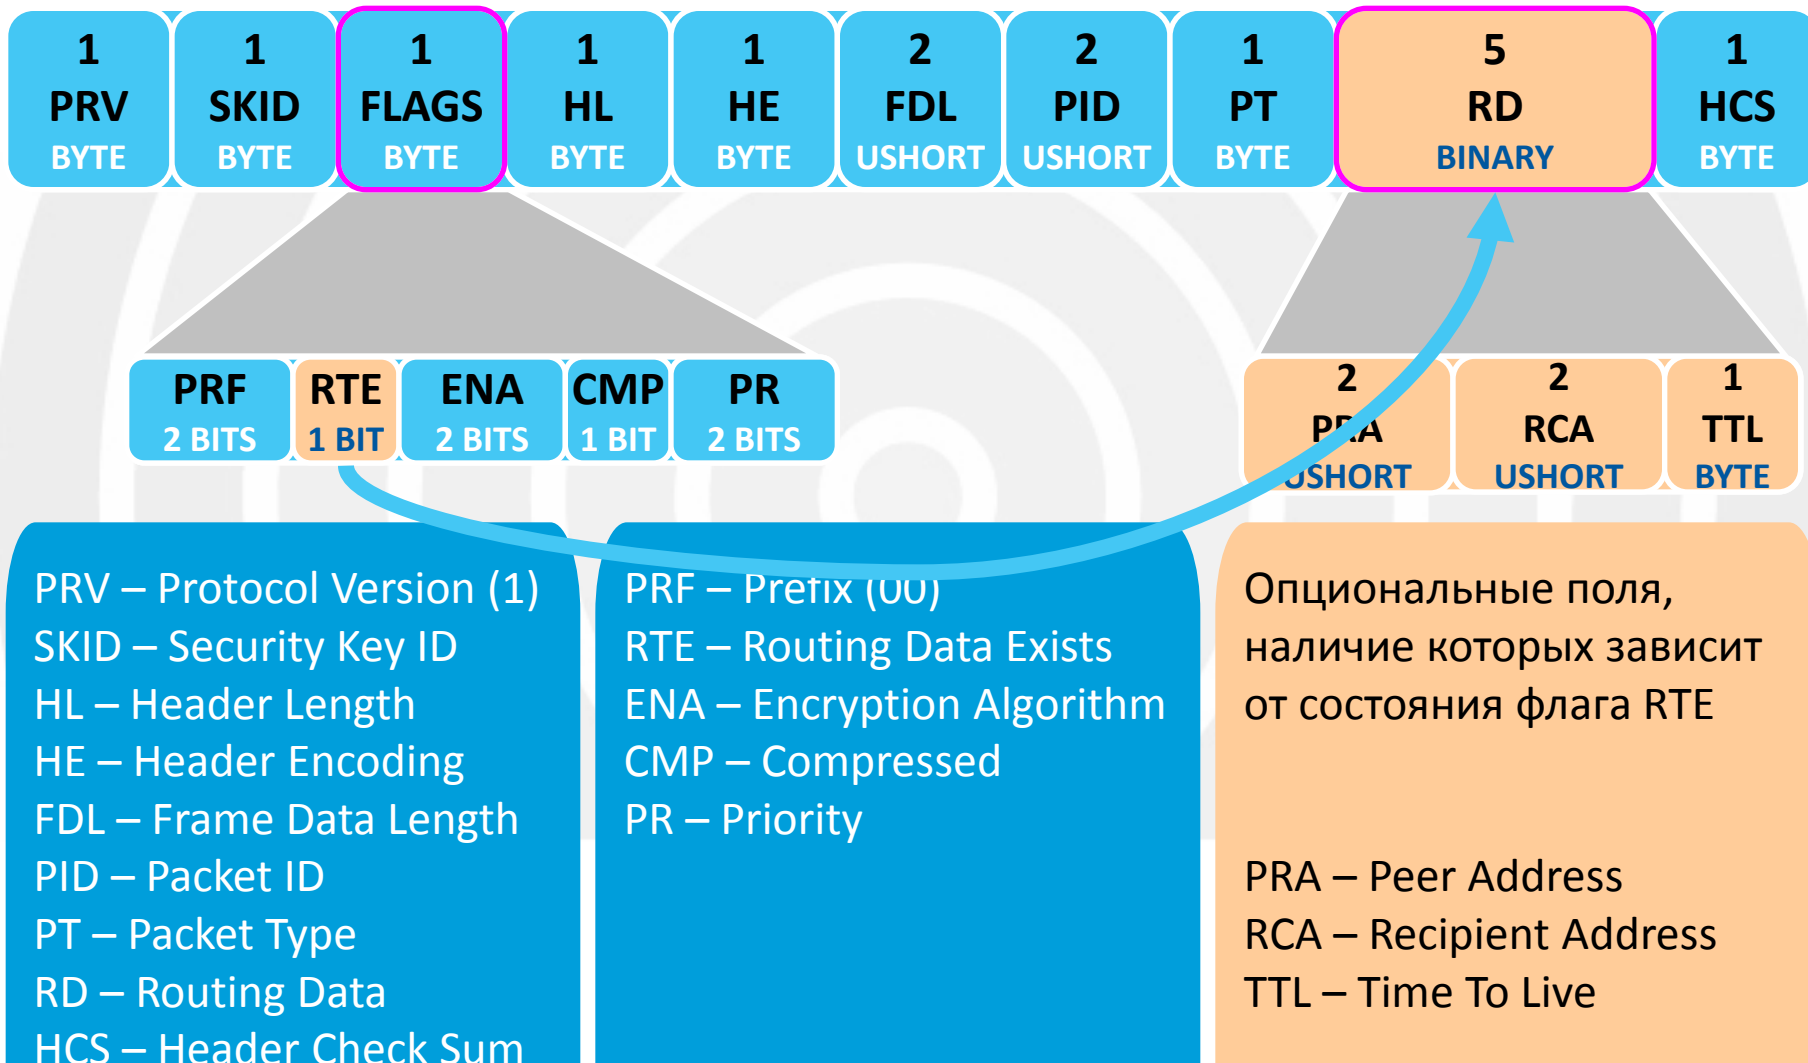 1 1 1 1 1 2 2 1 5 1
PRV SKID FLAGS HL HE FDL PID PT RD HCS
BYTE BYTE BYTE BYTE BYTE USHORT USHORT BYTE BINARY BYTE
PRF RTE ENA CMP PR
2 BITS 1 BIT 2 BITS 1 BIT 2 BITS
2 2 1
PRA RCA TTL
USHORT USHORT BYTE
PRV – Protocol Version (1)
SKID – Security Key ID
HL – Header Length
HE – Header Encoding
FDL – Frame Data Length
PID – Packet ID
PT – Packet Type
RD – Routing Data
HCS – Header Check Sum
PRF – Prefix (00)
RTE – Routing Data Exists
ENA – Encryption Algorithm
CMP – Compressed
PR – Priority
Опциональные поля,
наличие которых зависит
от состояния флага RTE
PRA – Peer Address
RCA – Recipient Address
TTL – Time To Live